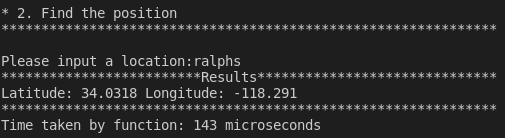 * 2. Find the position
**************************************************************

Please input a location:ralphs
*************************Results******************************
Latitude: 34.0318 Longitude: -118.291
**************************************************************
Time taken by function: 143 microseconds